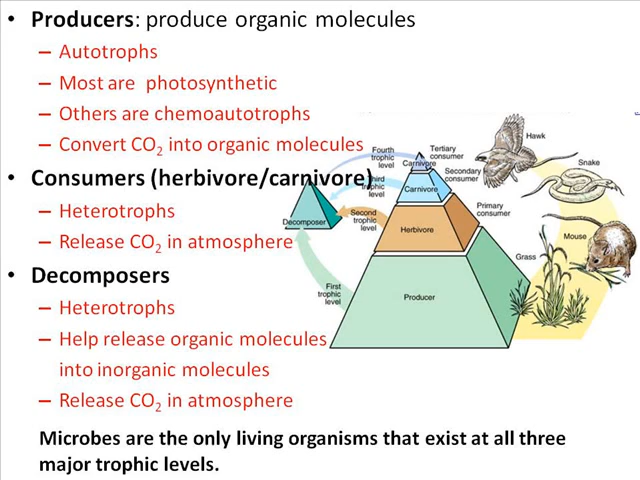 • Producers: produce organic molecules
– Autotrophs
– Most are photosynthetic
– Others are chemoautotrophs
– Convert CO₂ into organic molecules
• Consumers (herbivore/carnivore)
– Heterotrophs
– Release CO₂ in atmosphere
• Decomposers
– Heterotrophs
– Help release organic molecules
into inorganic molecules
– Release CO₂ in atmosphere
Microbes are the only living organisms that exist at all three
major trophic levels.
Fourth
trophic
level
Carnivore
Tertiary
consumer
Hawk
Third
trophic
level
Carnivore
Secondary
consumer
Snake
Decomposer
Second
trophic
level
Herbivore
Primary
consumer
Mouse
First
trophic
level
Producer
Grass